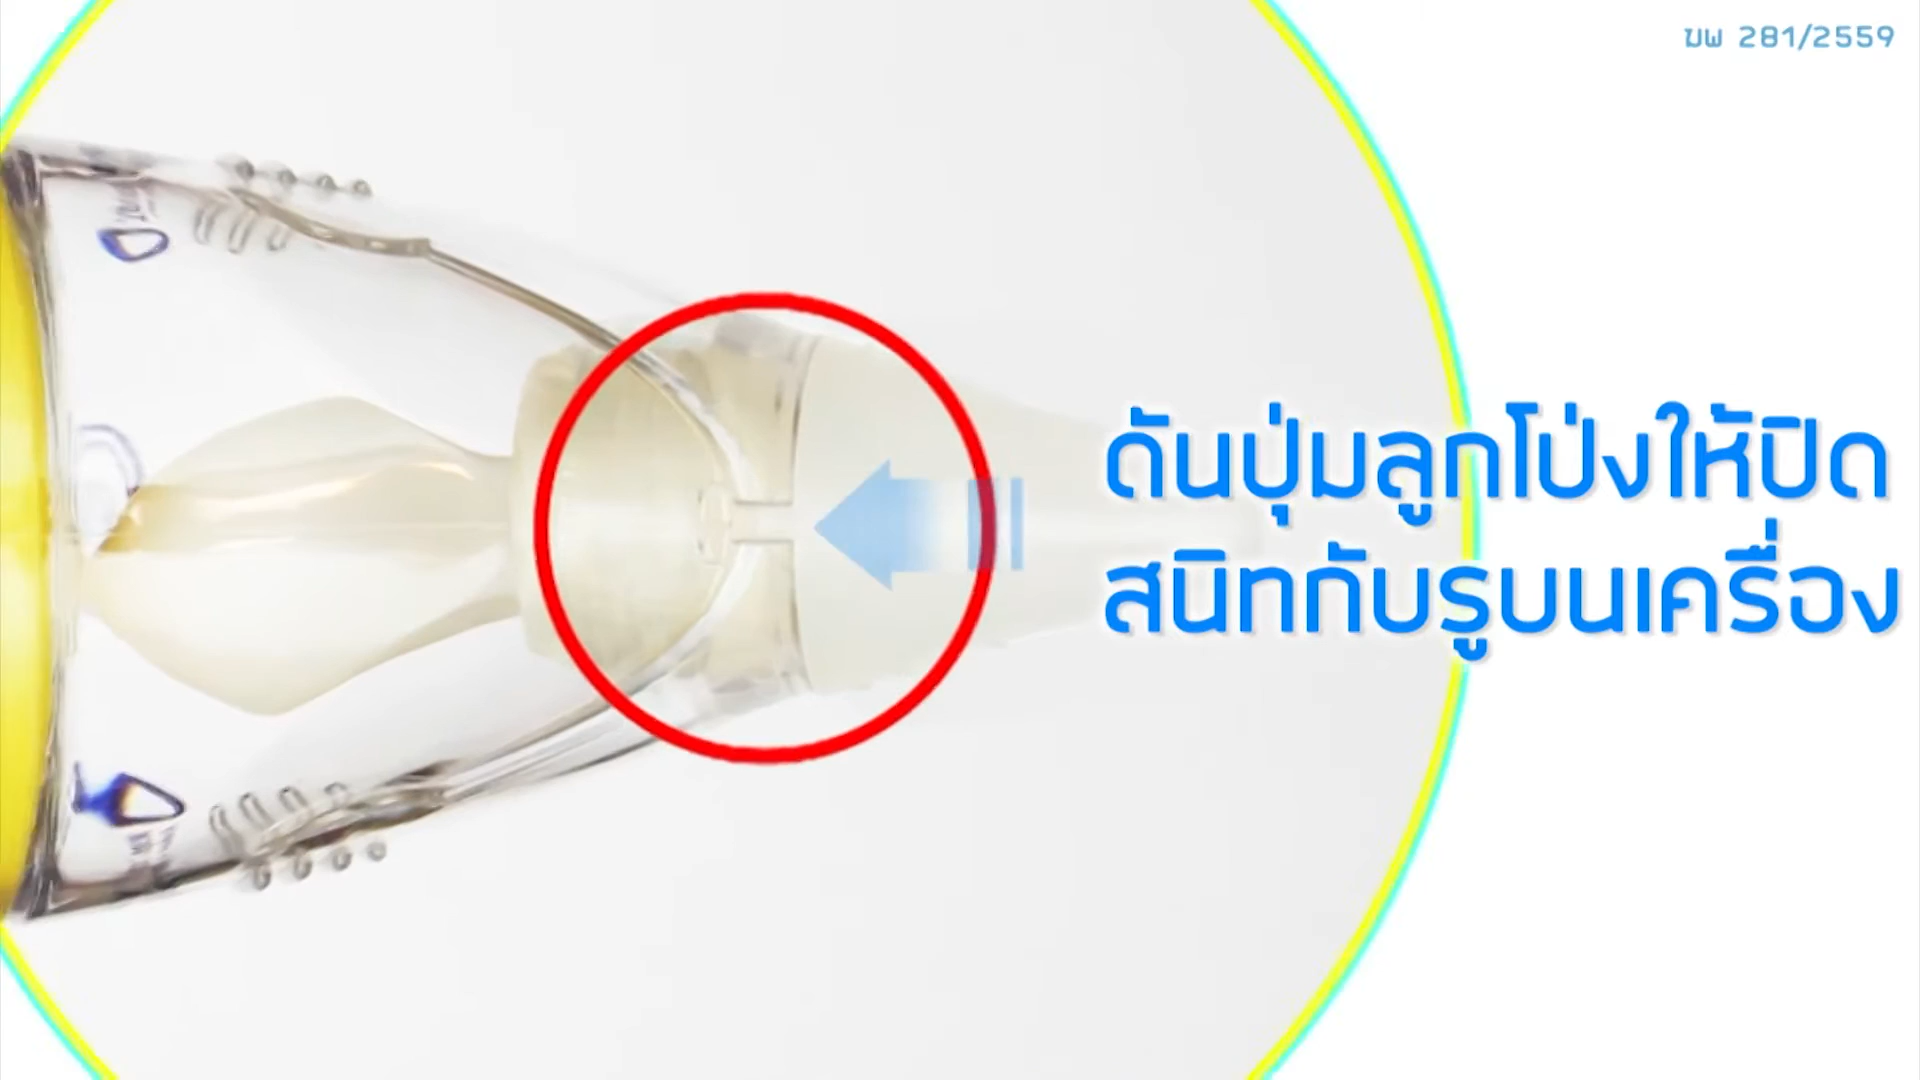 ฆพ 281/2559
ดันปุ่มลูกโป่งให้ปิด
สนิทกับรูบนเครื่อง